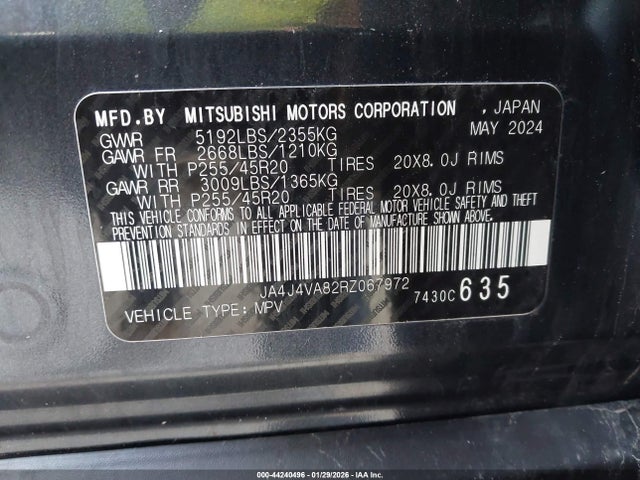 MFD.BY MITSUBISHI MOTORS CORPORATION , JAPAN
GVWR 5192LBS/2355KG MAY 2024
GAWR FR 2668LBS/1210KG
WITH P255/45R20 TIRES 20X8.0J RIMS
GAWR RR 3009LBS/1365KG
WITH P255/45R20 TIRES 20X8.0J RIMS
THIS VEHICLE CONFORMS TO ALL APPLICABLE FEDERAL MOTOR VEHICLE SAFETY AND THEFT
PREVENTION STANDARDS IN EFFECT ON THE DATE OF MANUFACTURE SHOWN ABOVE.
JA4J4VA82RZ067972
VEHICLE TYPE: MPV 7430C 635
000-44240496 - 01/29/2026 - IAA Inc.